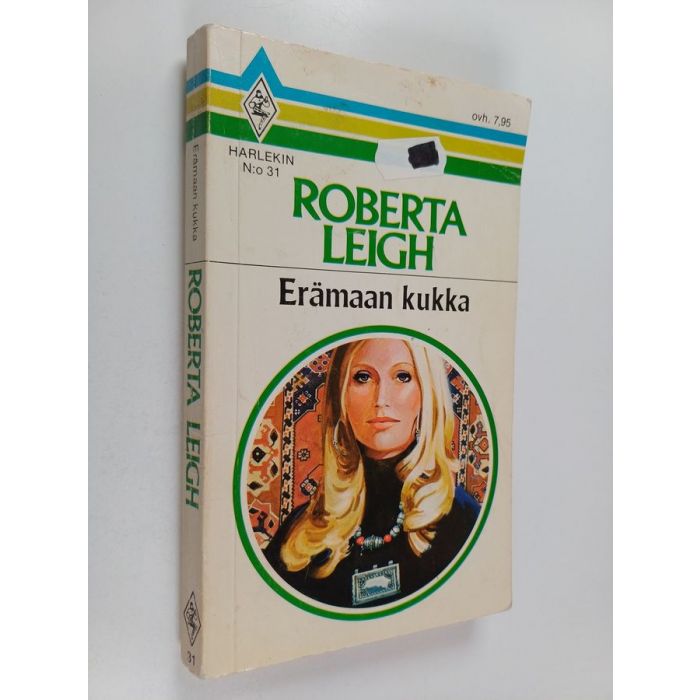 ovh. 7,95
HARLEKIN
N:o 31
ROBERTA
LEIGH
Erämaan kukka
Erämaan kukka
ROBERTA LEIGH
31